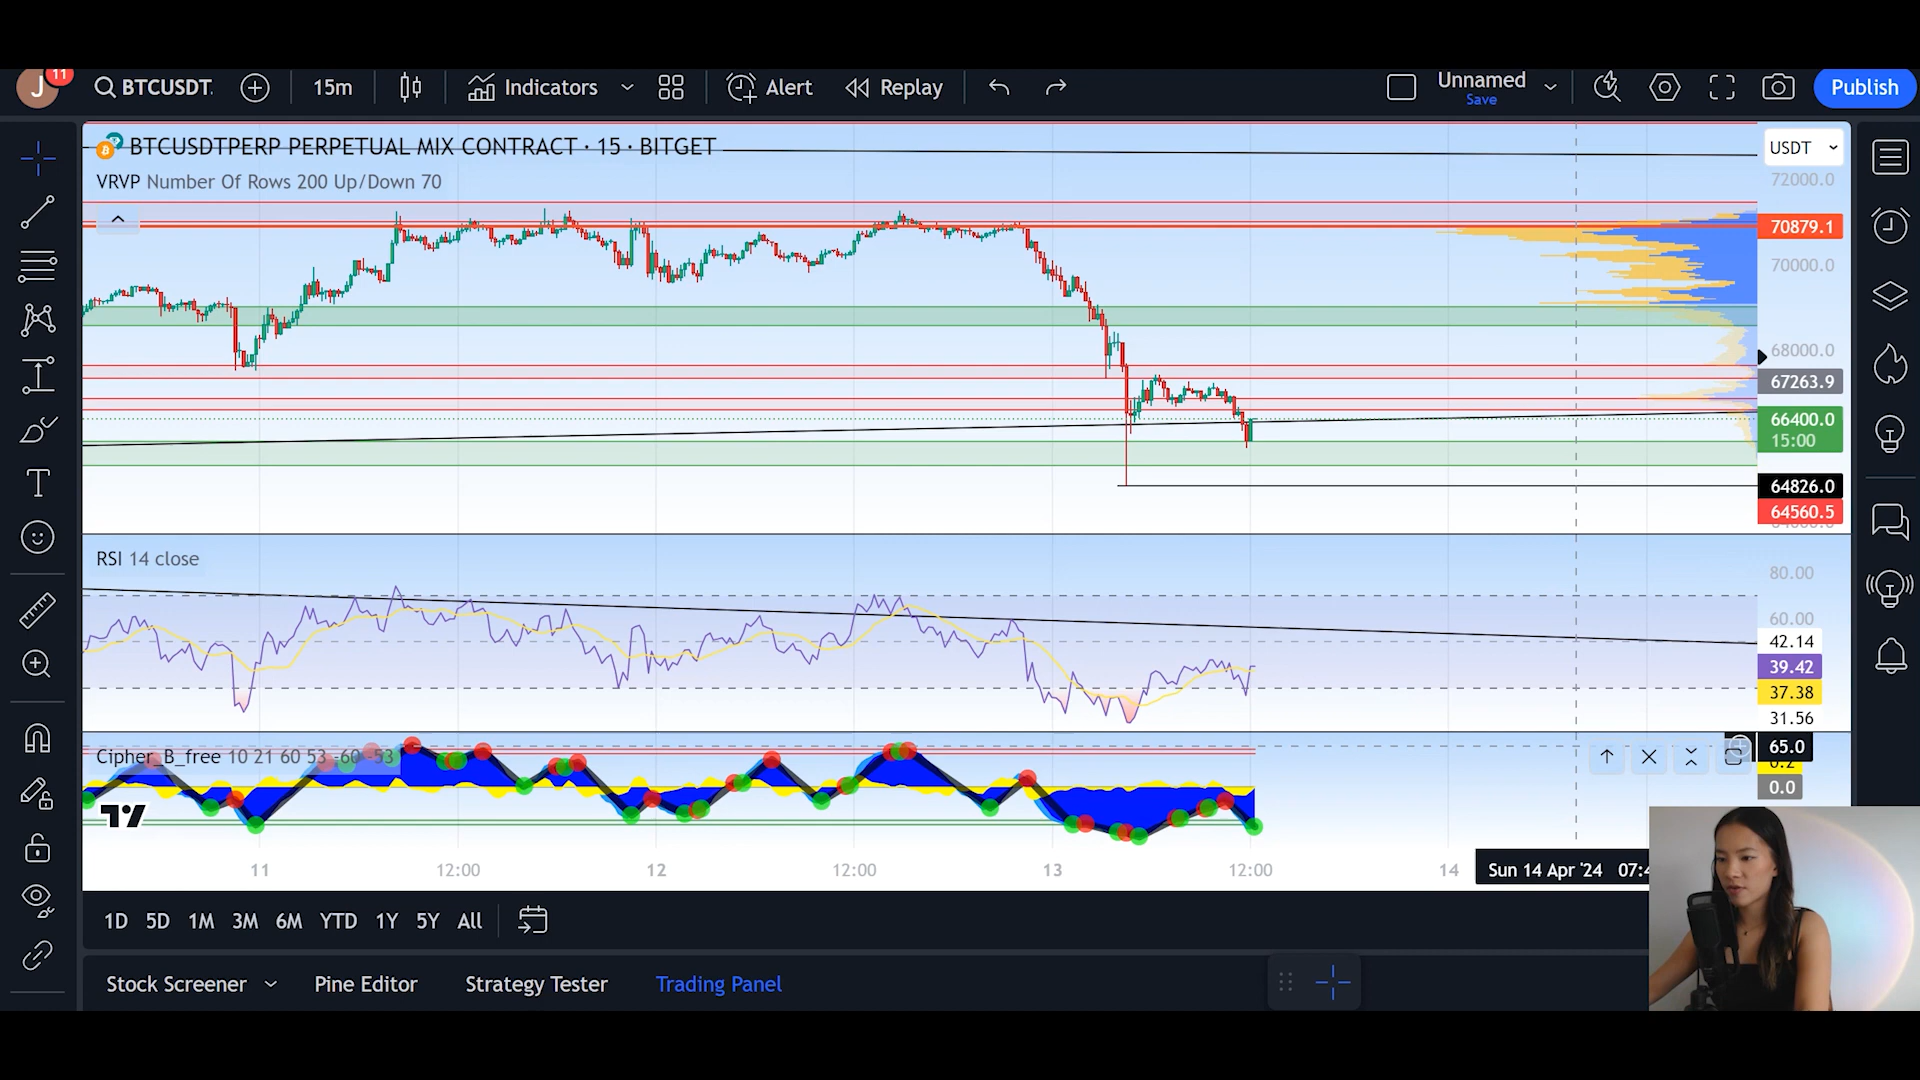 J 11 BTCUSDT. 15m Indicators Alert Replay Unnamed Save Publish
BTCUSDTPERP PERPETUAL MIX CONTRACT · 15 · BITGET
VRVP Number Of Rows 200 Up/Down 70
USDT
72000.0
70879.1
70000.0
68000.0
67263.9
66400.0
15:00
64826.0
64560.5
RSI 14 close
80.00
60.00
42.14
39.42
37.38
31.56
Cipher_B_free 10 21 60 53 -60 -53
65.0
0.0
11 12:00 12 12:00 13 12:00 14 Sun 14 Apr '24
1D 5D 1M 3M 6M YTD 1Y 5Y All
Stock Screener Pine Editor Strategy Tester Trading Panel